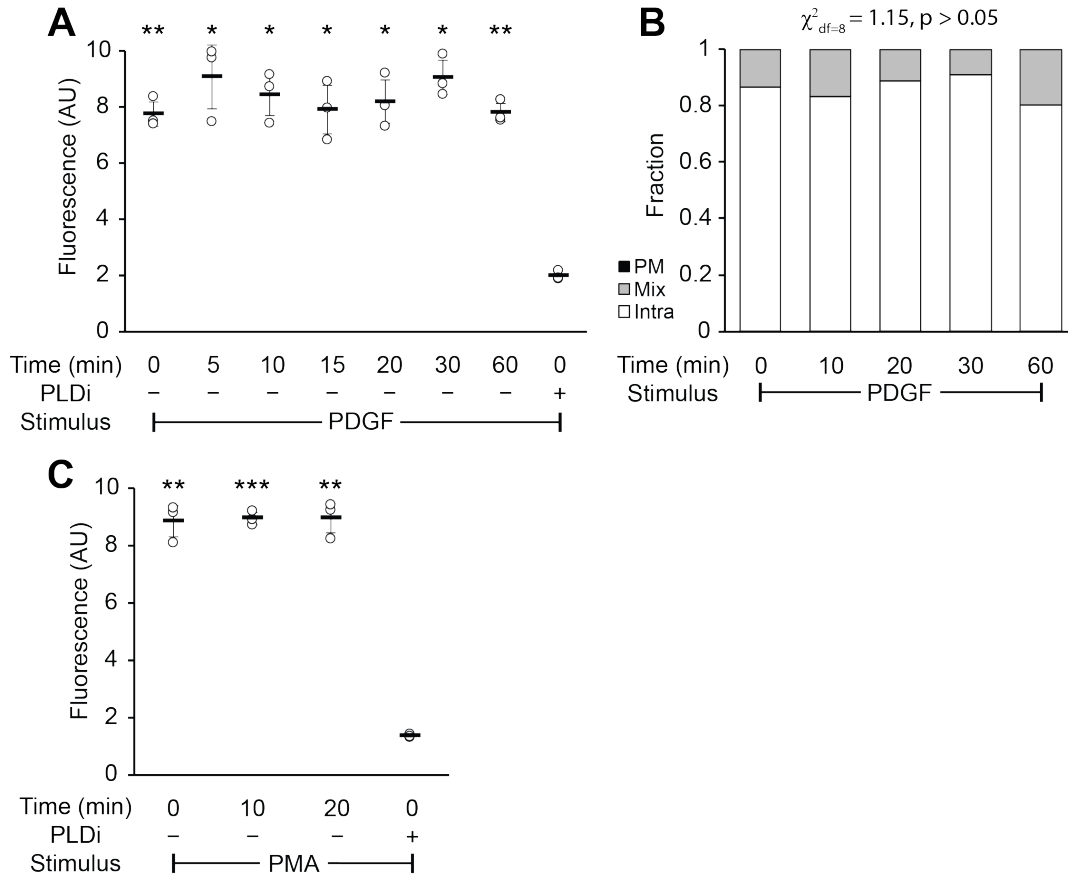 A
** * * * * * **
10
8
6
4
2
0
Fluorescence (AU)
Time (min) 0 5 10 15 20 30 60 0
PLDi – – – – – – – +
Stimulus PDGF
B
χ²df=8 = 1.15, p > 0.05
1
0.8
0.6
0.4
0.2
0
Fraction
PM
Mix
Intra
Time (min) 0 10 20 30 60
Stimulus PDGF
C
** *** **
10
8
6
4
2
0
Fluorescence (AU)
Time (min) 0 10 20 0
PLDi – – – +
Stimulus PMA